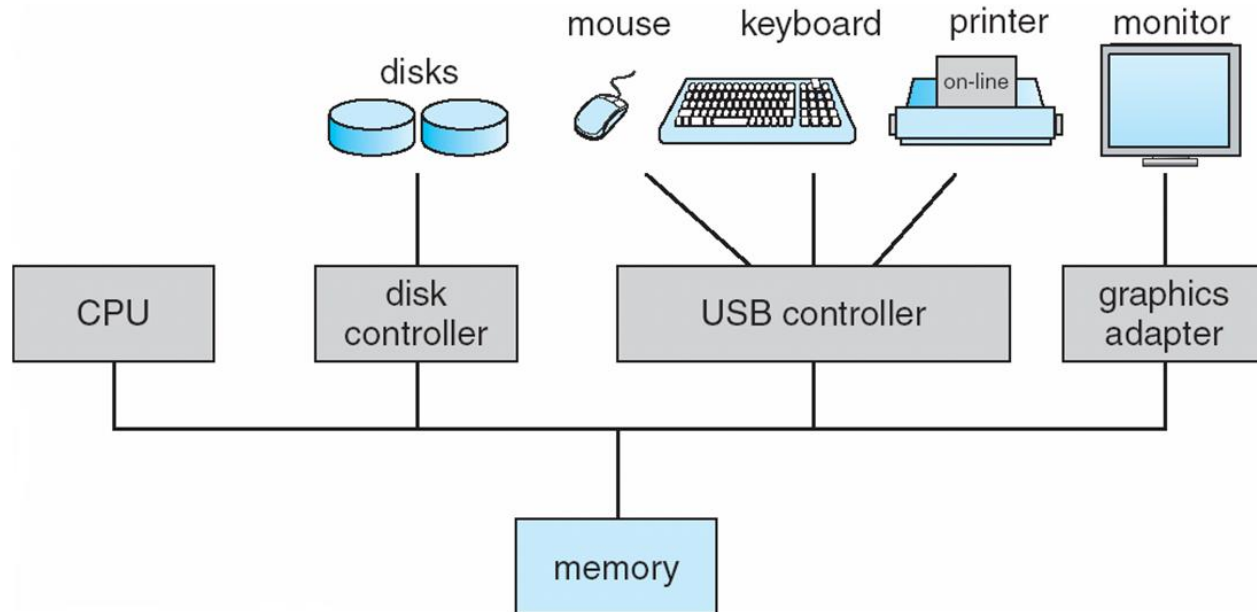 mouse
keyboard
printer
monitor
disks
on-line
CPU
disk
controller
USB controller
graphics
adapter
memory